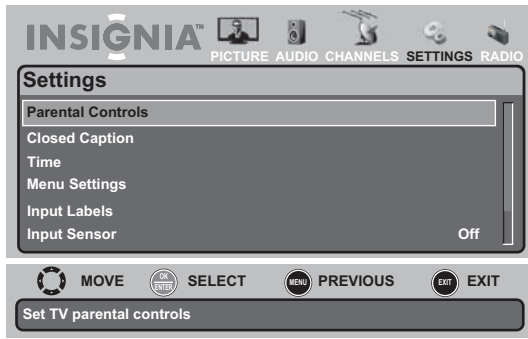 INSIGNIA™
PICTURE AUDIO CHANNELS SETTINGS RADIO
Settings
Parental Controls
Closed Caption
Time
Menu Settings
Input Labels
Input Sensor Off
MOVE OK ENTER SELECT MENU PREVIOUS EXIT EXIT
Set TV parental controls